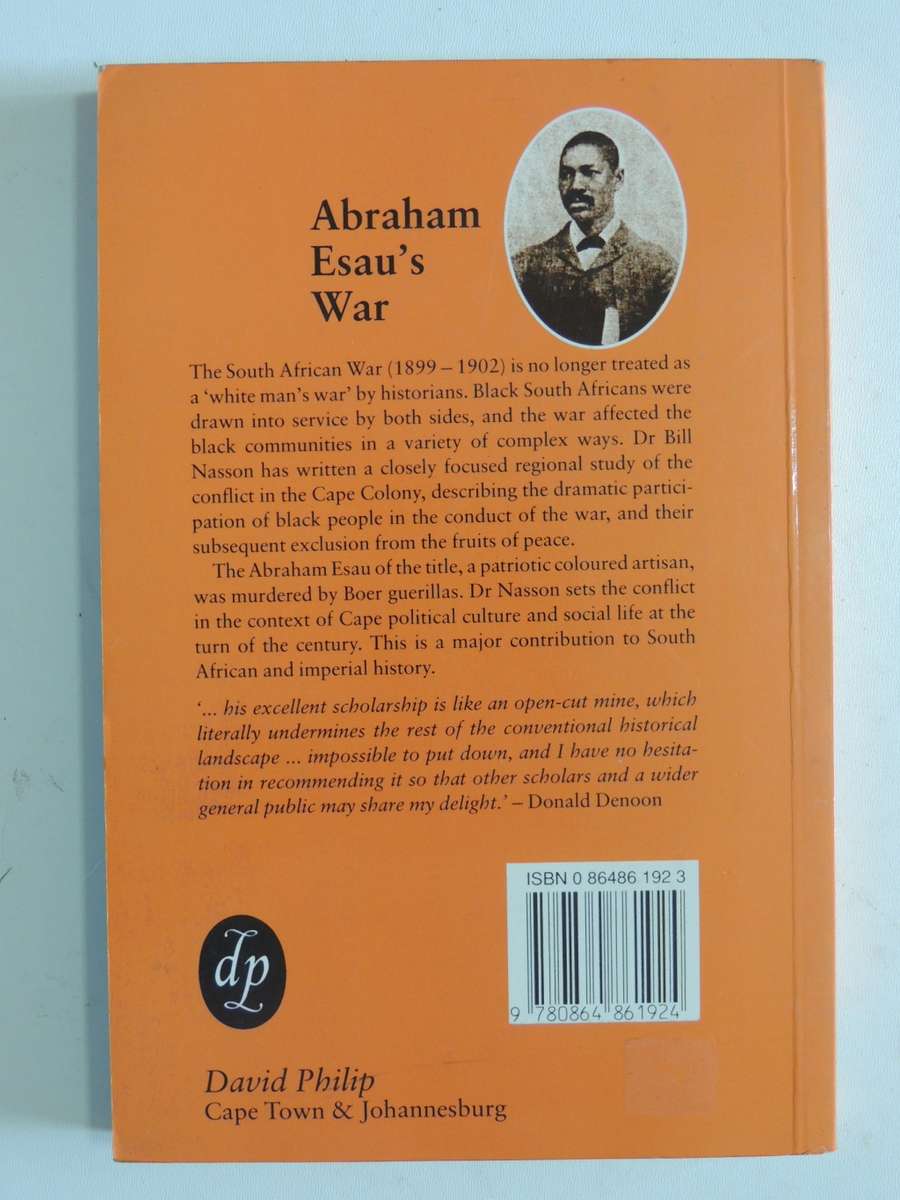 Abraham
Esau's
War
The South African War (1899 – 1902) is no longer treated as
a ‘white man's war’ by historians. Black South Africans were
drawn into service by both sides, and the war affected the
black communities in a variety of complex ways. Dr Bill
Nasson has written a closely focused regional study of the
conflict in the Cape Colony, describing the dramatic partici-
pation of black people in the conduct of the war, and their
subsequent exclusion from the fruits of peace.
The Abraham Esau of the title, a patriotic coloured artisan,
was murdered by Boer guerillas. Dr Nasson sets the conflict
in the context of Cape political culture and social life at the
turn of the century. This is a major contribution to South
African and imperial history.
‘... his excellent scholarship is like an open-cut mine, which
literally undermines the rest of the conventional historical
landscape ... impossible to put down, and I have no hesita-
tion in recommending it so that other scholars and a wider
general public may share my delight.’ – Donald Denoon
ISBN 0 86486 192 3
9 780864 861924
dp
David Philip
Cape Town & Johannesburg